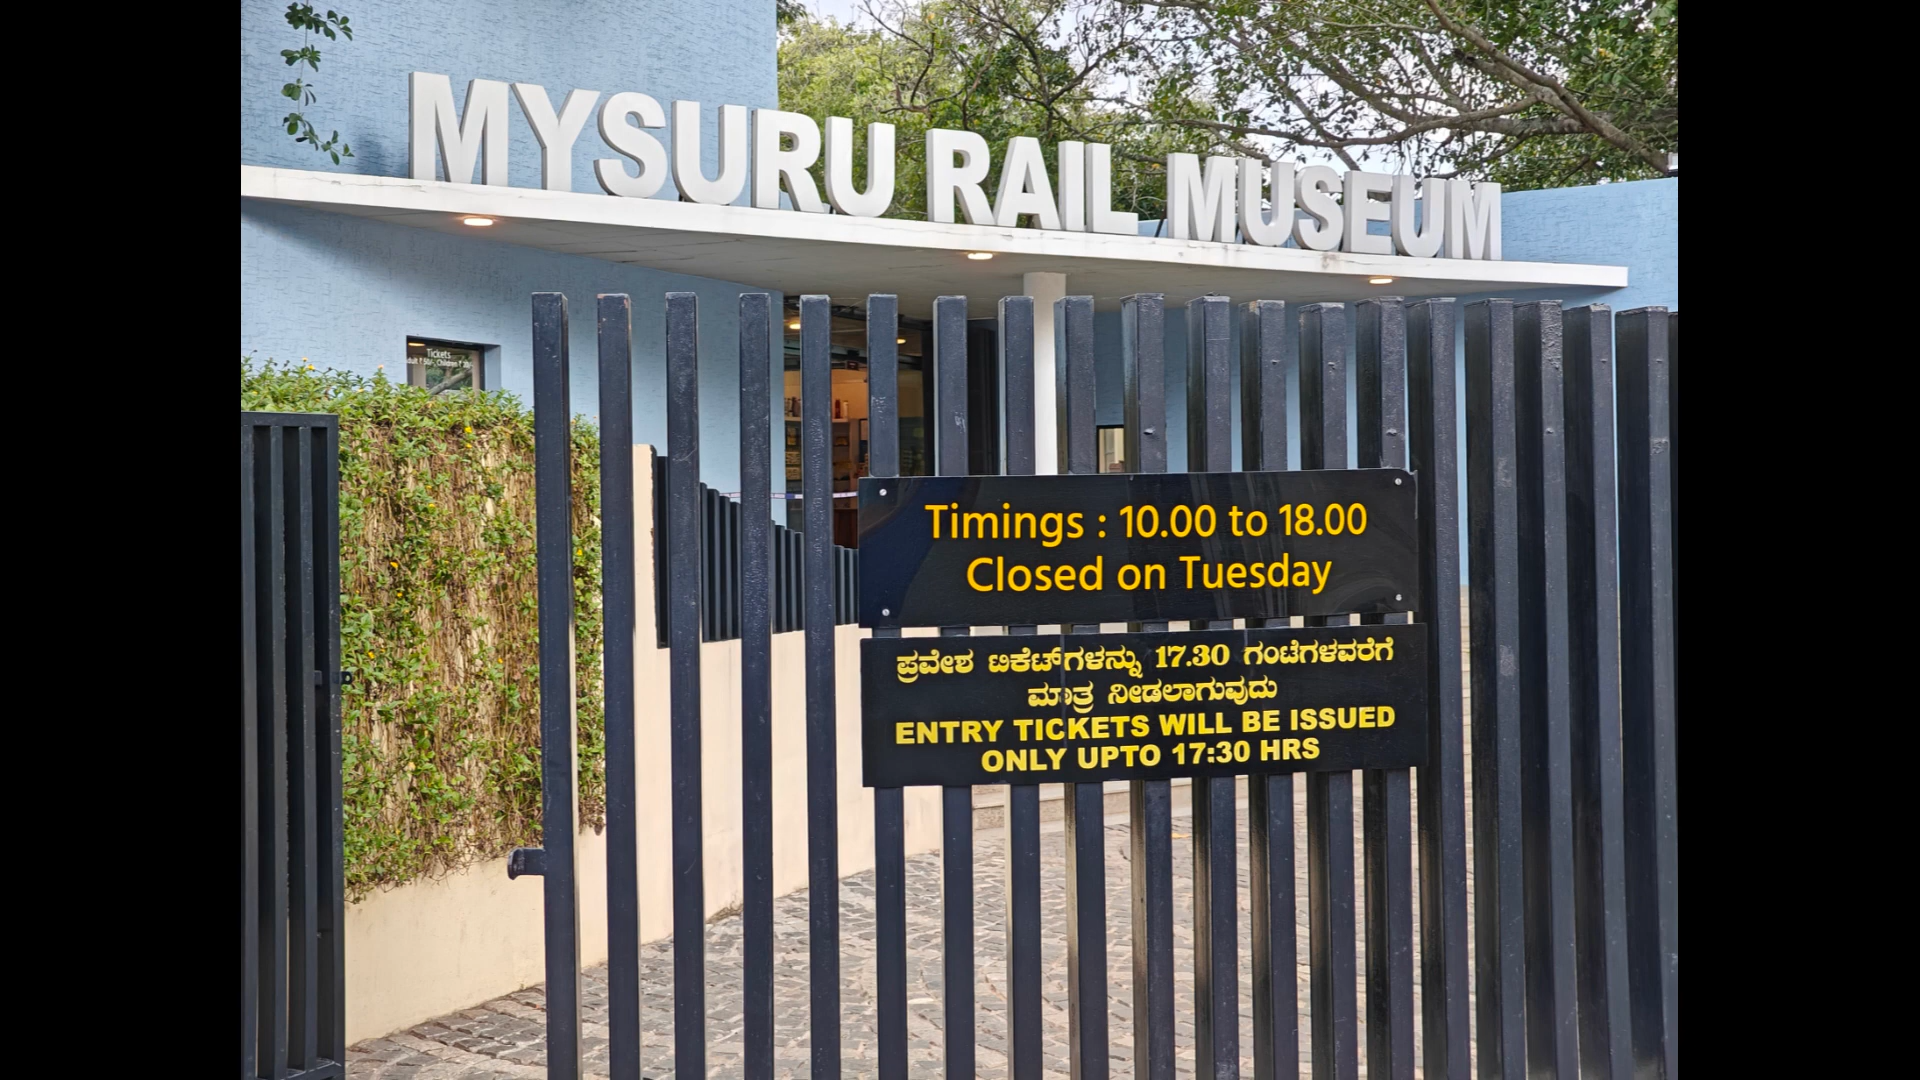 MYSURU RAIL MUSEUM
Tickets
Timings : 10.00 to 18.00
Closed on Tuesday
ಪ್ರವೇಶ ಟಿಕೆಟ್‌ಗಳನ್ನು 17.30 ಗಂಟೆಗಳವರೆಗೆ
ಮಾತ್ರ ನೀಡಲಾಗುವುದು
ENTRY TICKETS WILL BE ISSUED
ONLY UPTO 17:30 HRS